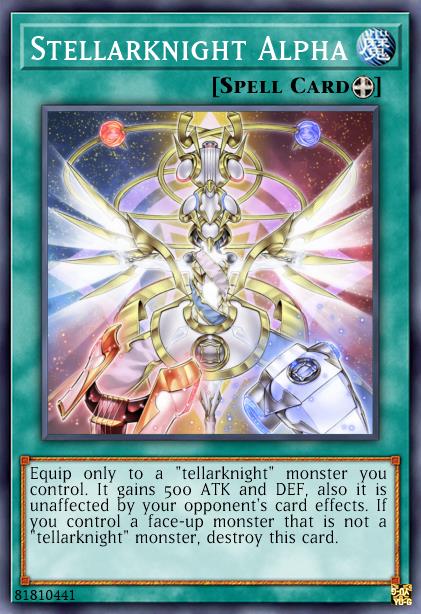 Stellarknight Alpha
[Spell Card]
Equip only to a "tellarknight" monster you
control. It gains 500 ATK and DEF, also it is
unaffected by your opponent's card effects. If
you control a face-up monster that is not a
"tellarknight" monster, destroy this card.
81810441